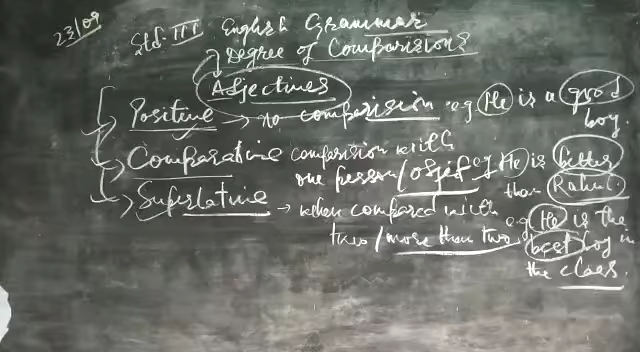 23/09
Std. III English Grammar
Degree of Comparisions
Adjectives
Positive → no comparision e.g He is a good boy.
Comparative comparision with one person/object e.g He is better than Rahul.
Superlative → when compared with two/more than two e.g He is the best boy in the class.